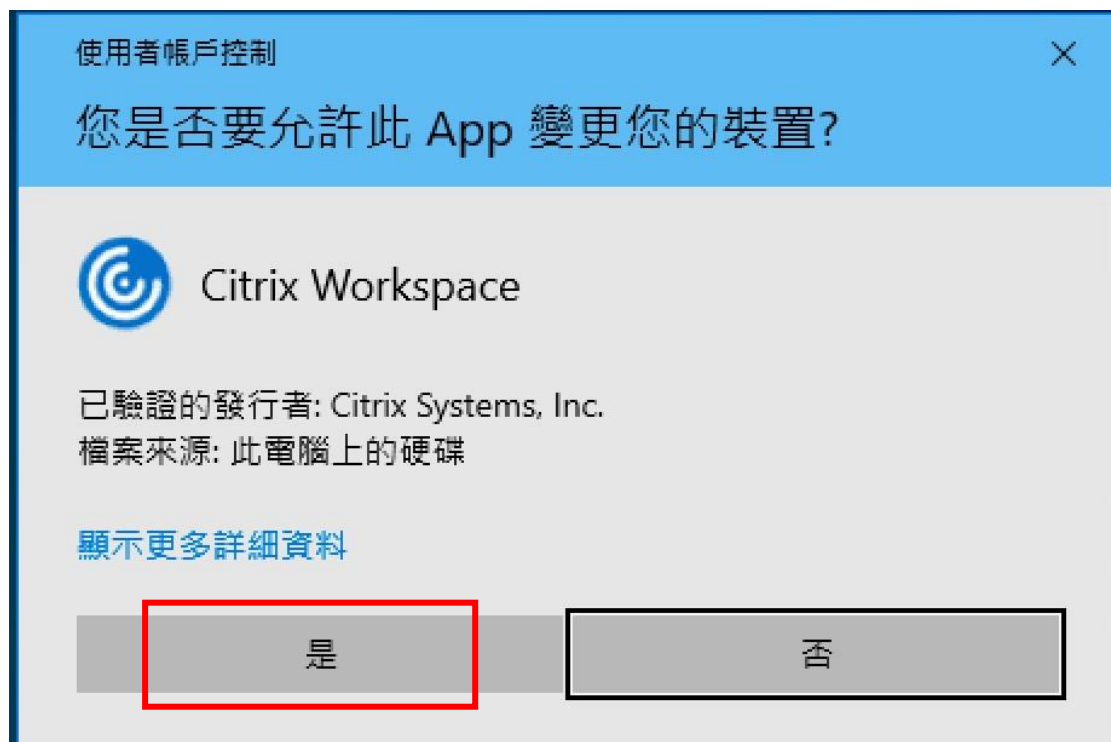 使用者帳戶控制
您是否要允許此 App 變更您的裝置?
Citrix Workspace
已驗證的發行者: Citrix Systems, Inc.
檔案來源: 此電腦上的硬碟
顯示更多詳細資料
是
否